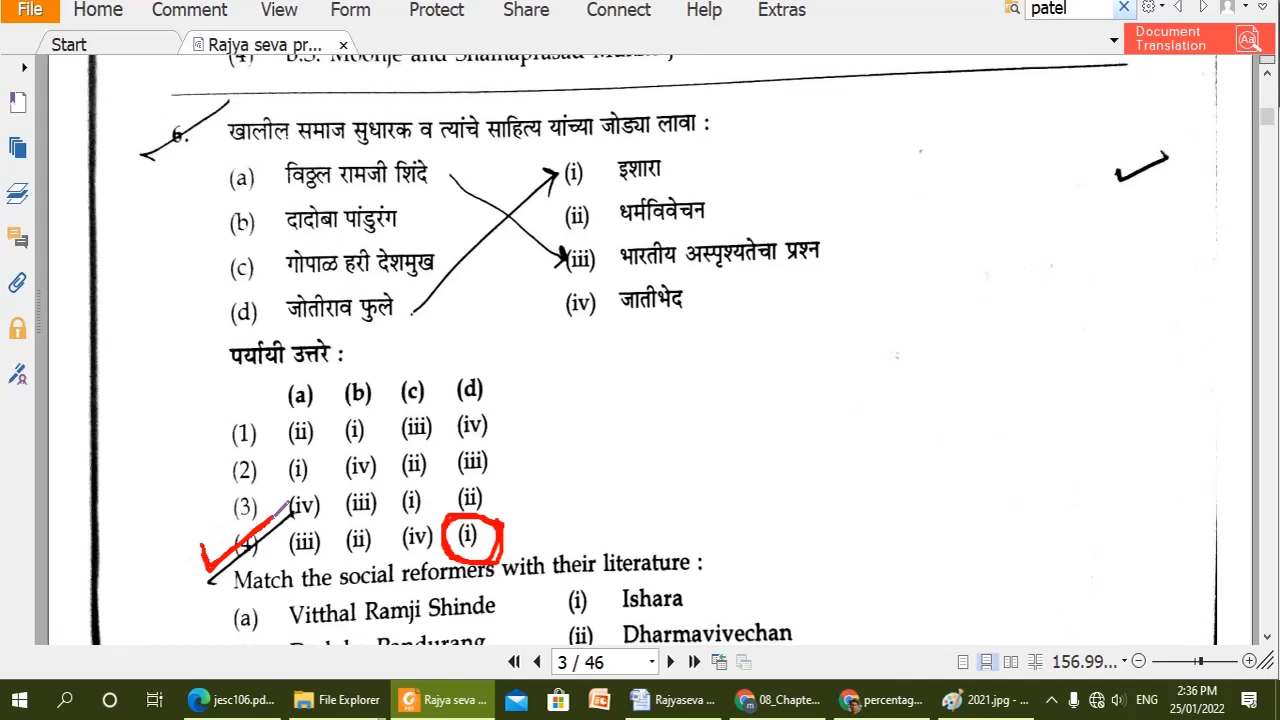 File Home Comment View Form Protect Share Connect Help Extras patel
Start Rajya seva pr... × Document Translation
(4) B.S. Moonje and
6. खालील समाज सुधारक व त्यांचे साहित्य यांच्या जोड्या लावा :
(a) विठ्ठल रामजी शिंदे (i) इशारा
(b) दादोबा पांडुरंग (ii) धर्मविवेचन
(c) गोपाळ हरी देशमुख (iii) भारतीय अस्पृश्यतेचा प्रश्न
(d) जोतीराव फुले (iv) जातीभेद
पर्यायी उत्तरे :
(a) (b) (c) (d)
(1) (ii) (i) (iii) (iv)
(2) (i) (iv) (ii) (iii)
(3) (iv) (iii) (i) (ii)
(4) (iii) (ii) (iv) (i)
Match the social reformers with their literature :
(a) Vitthal Ramji Shinde (i) Ishara
Pandurang (ii) Dharmavivechan
3 / 46 156.99...
jesc106.pd... File Explorer Rajya seva ... Rajyaseva ... 08_Chapte... percentag... 2021.jpg - ... ENG 2:36 PM
25/01/2022